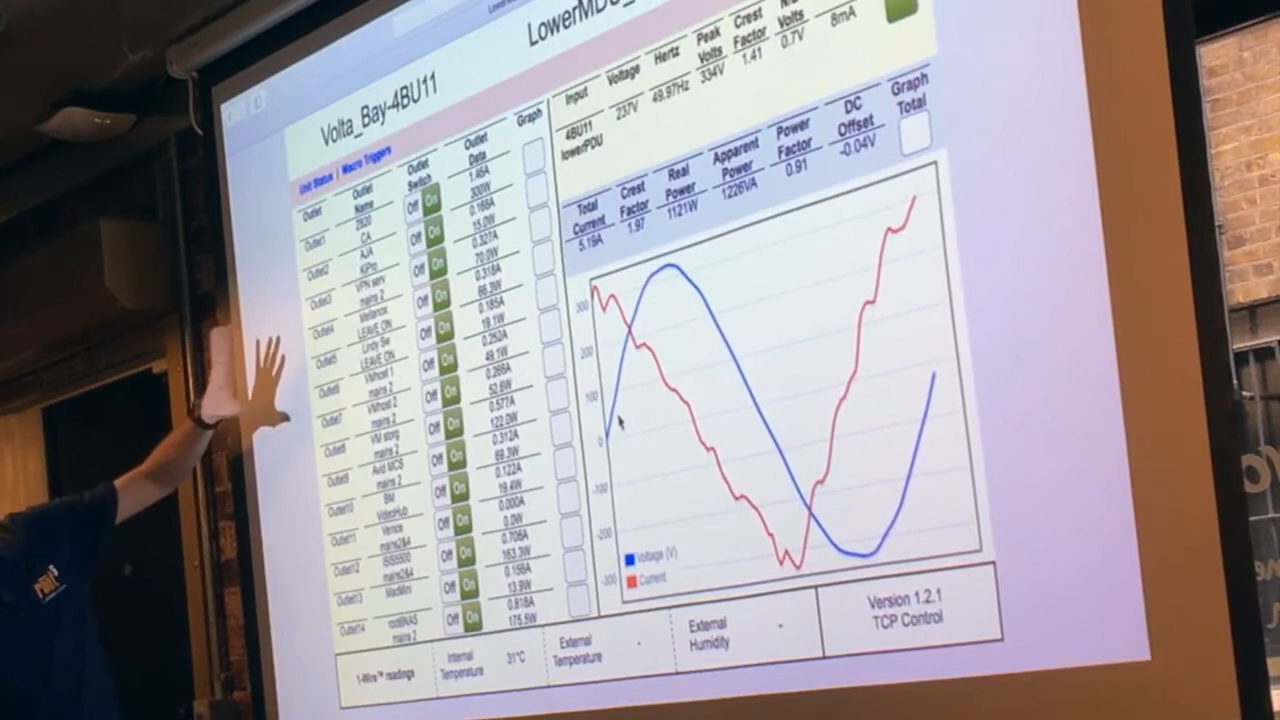 LowerMDU_
Volta_Bay-4BU11
Unit Status | Macro Triggers
Outlet
Outlet Name
Outlet Switch
Outlet Data
Graph
Outlet1 2820 Off On 1.46A 300W
Outlet2 CA Off On 0.166A 15.0W
Outlet3 AJA KiPro Off On 0.327A 70.0W
Outlet4 VPN serv mains 2 Off On 0.318A 66.3W
Outlet5 Mellanox LEAVE ON Off On 0.185A 19.1W
Outlet6 Lindy Sw LEAVE ON Off On 0.262A 49.1W
Outlet7 VMhost 1 mains 2 Off On 0.266A 52.6W
Outlet8 VMhost 2 mains 2 Off On 0.577A 122.0W
Outlet9 VM storg mains 2 Off On 0.312A 69.3W
Outlet10 Avid MCS mains 2 Off On 0.122A 19.4W
Outlet11 BM VideoHub Off On 0.000A 0.0W
Outlet12 Venice mains2&4 Off On 0.706A 163.3W
Outlet13 ISIS5500 mains2&4 Off On 0.156A 13.9W
Outlet14 MacMini Off On 0.818A 175.5W
root6NAS mains 2
Input Voltage Hertz Peak Volts Crest Factor Volts
4BU11 lowerPDU 237V 49.97Hz 334V 1.41 0.7V 8mA
Total Current Crest Factor Real Power Apparent Power Power Factor DC Offset Graph Total
5.19A 1.97 1121W 1226VA 0.91 -0.04V
300
200
100
0
-100
-200
-300
Voltage (V)
Current
1-Wire™ readings
Internal Temperature 31°C
External Temperature -
External Humidity -
Version 1.2.1
TCP Control